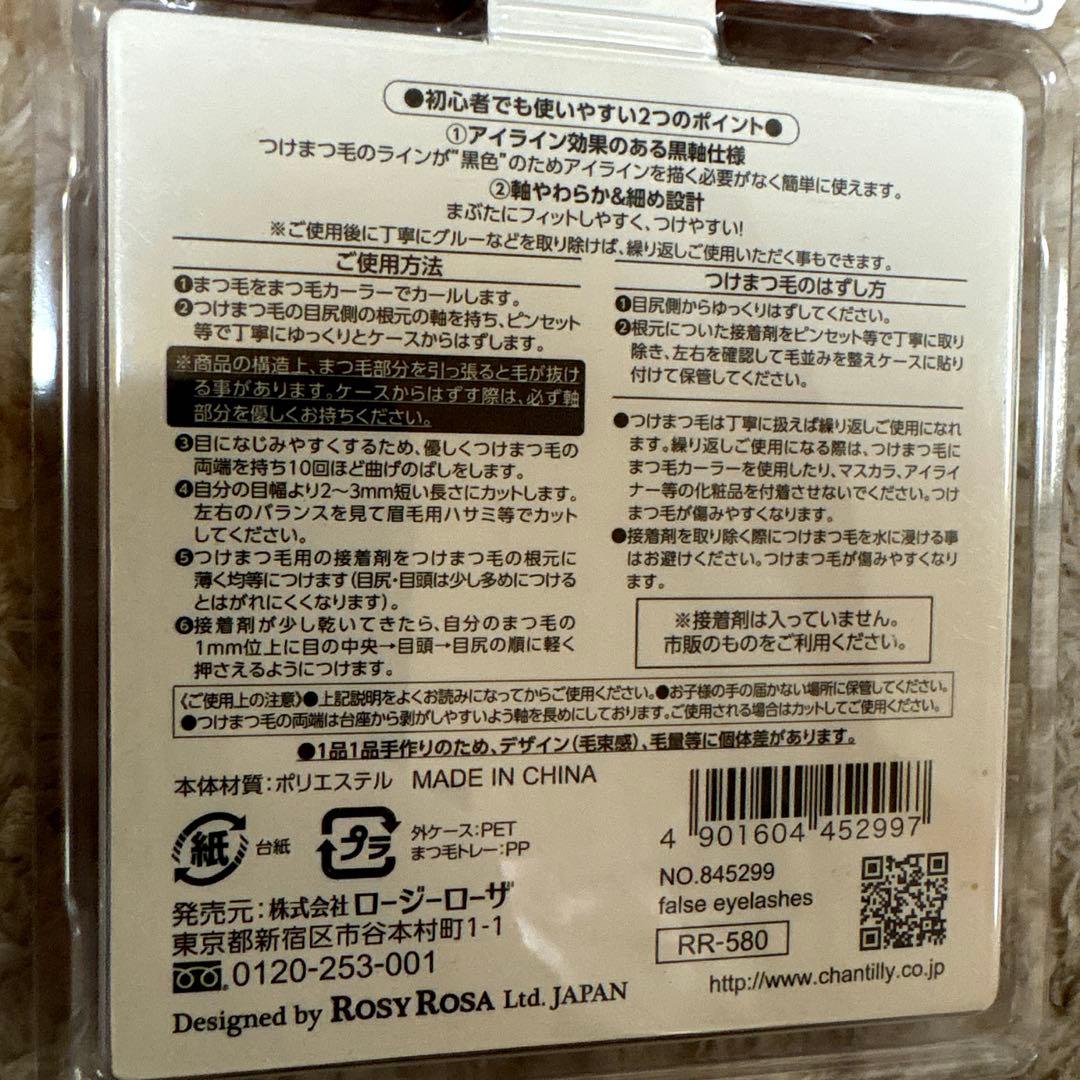 ●初心者でも使いやすい2つのポイント●
①アイライン効果のある黒軸仕様
つけまつ毛のラインが"黒色"のためアイラインを描く必要がなく簡単に使えます。
②軸やわらか&細め設計
まぶたにフィットしやすく、つけやすい!
※ご使用後に丁寧にグルーなどを取り除けば、繰り返しご使用いただく事もできます。
ご使用方法
❶まつ毛をまつ毛カーラーでカールします。
❷つけまつ毛の目尻側の根元の軸を持ち、ピンセット
等で丁寧にゆっくりとケースからはずします。
※商品の構造上、まつ毛部分を引っ張ると毛が抜け
る事があります。ケースからはずす際は、必ず軸
部分を優しくお持ちください。
❸目になじみやすくするため、優しくつけまつ毛の
両端を持ち10回ほど曲げのばしをします。
❹自分の目幅より2〜3mm短い長さにカットします。
左右のバランスを見て眉毛用ハサミ等でカット
してください。
❺つけまつ毛用の接着剤をつけまつ毛の根元に
薄く均等につけます(目尻・目頭は少し多めにつける
とはがれにくくなります)。
❻接着剤が少し乾いてきたら、自分のまつ毛の
1mm位上に目の中央→目頭→目尻の順に軽く
押さえるようにつけます。
つけまつ毛のはずし方
❶目尻側からゆっくりはずしてください。
❷根元についた接着剤をピンセット等で丁寧に取り
除き、左右を確認して毛並みを整えケースに貼り
付けて保管してください。
●つけまつ毛は丁寧に扱えば繰り返しご使用になれ
ます。繰り返しご使用になる際は、つけまつ毛に
まつ毛カーラーを使用したり、マスカラ、アイライ
ナー等の化粧品を付着させないでください。つけ
まつ毛が傷みやすくなります。
●接着剤を取り除く際につけまつ毛を水に浸ける事
はお避けください。つけまつ毛が傷みやすくなり
ます。
※接着剤は入っていません。
市販のものをご利用ください。
《ご使用上の注意》●上記説明をよくお読みになってからご使用ください。●お子様の手の届かない場所に保管してください。
●つけまつ毛の両端は台座から剥がしやすいよう軸を長めにしております。ご使用される場合はカットしてご使用ください。
●1品1品手作りのため、デザイン(毛束感)、毛量等に個体差があります。
本体材質:ポリエステル MADE IN CHINA
紙 台紙
プラ 外ケース:PET
まつ毛トレー:PP
発売元:株式会社ロージーローザ
東京都新宿区市谷本村町1-1
0120-253-001
Designed by ROSY ROSA Ltd. JAPAN
4 901604 452997
NO.845299
false eyelashes
RR-580
http://www.chantilly.co.jp